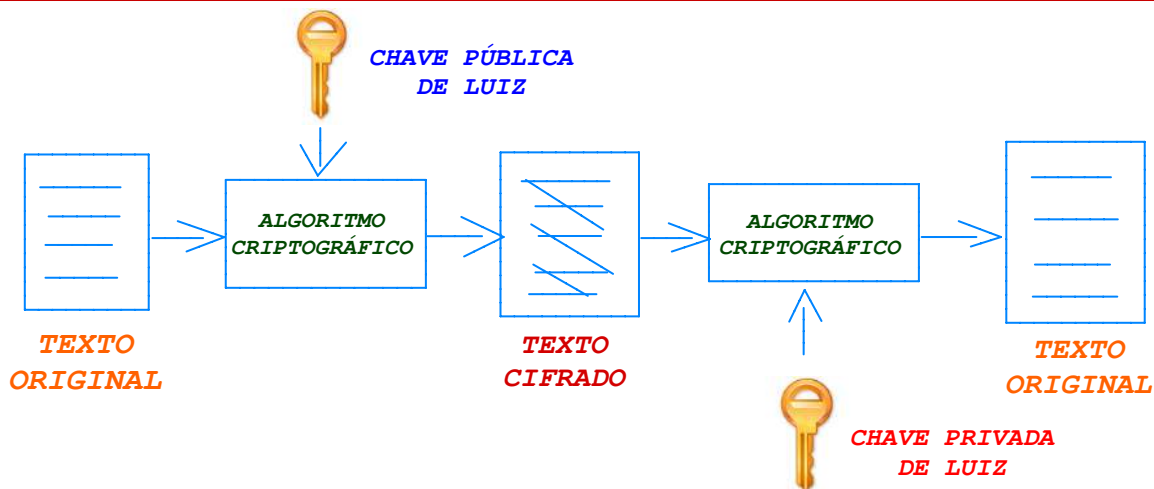 CHAVE PÚBLICA
DE LUIZ
ALGORITMO
CRIPTOGRÁFICO
ALGORITMO
CRIPTOGRÁFICO
TEXTO
ORIGINAL
TEXTO
CIFRADO
TEXTO
ORIGINAL
CHAVE PRIVADA
DE LUIZ